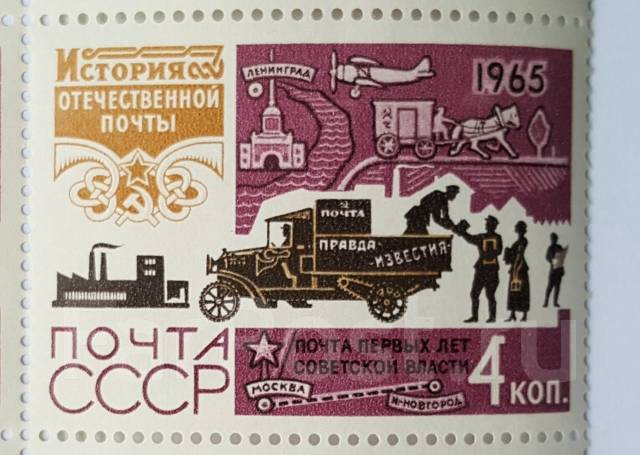 История
отечественной
почты
ЛЕНИНГРАД
1965
ПОЧТА
ПРАВДА
-ИЗВЕСТИЯ-
ПОЧТА
СССР
ПОЧТА ПЕРВЫХ ЛЕТ
СОВЕТСКОЙ ВЛАСТИ
МОСКВА
Н-НОВГОРОД
4 КОП.